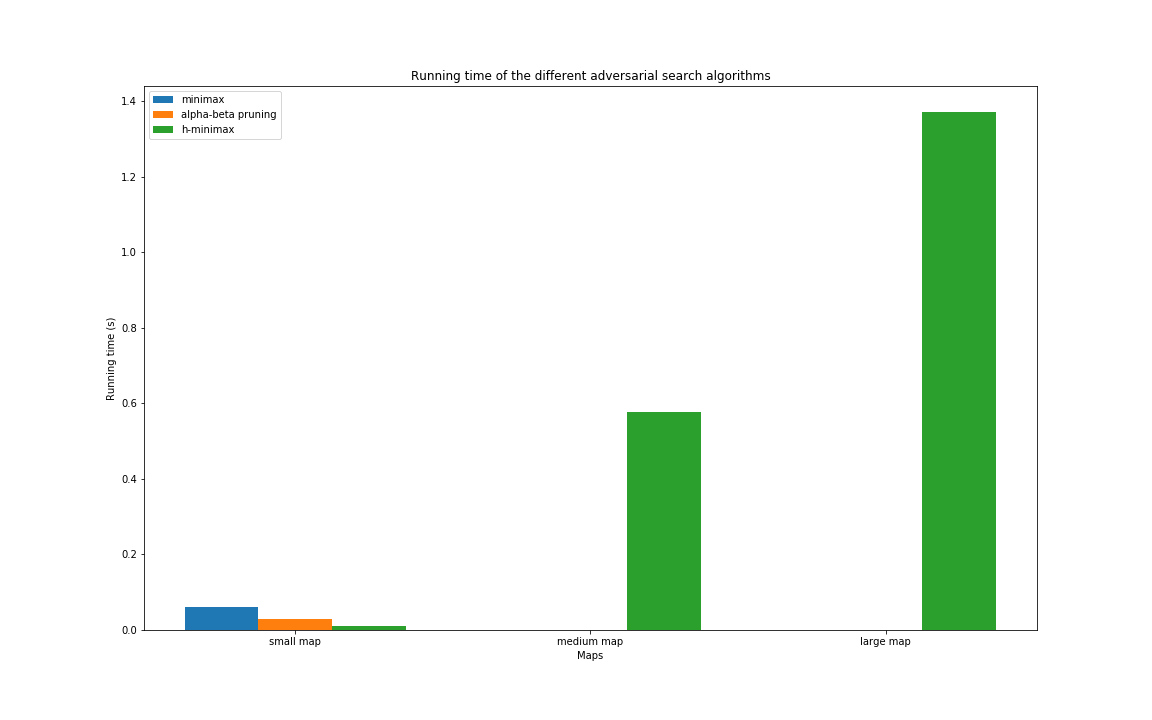 Running time of the different adversarial search algorithms
minimax
alpha-beta pruning
h-minimax
1.4
1.2
1.0
0.8
0.6
0.4
0.2
0.0
Running time (s)
small map
medium map
large map
Maps